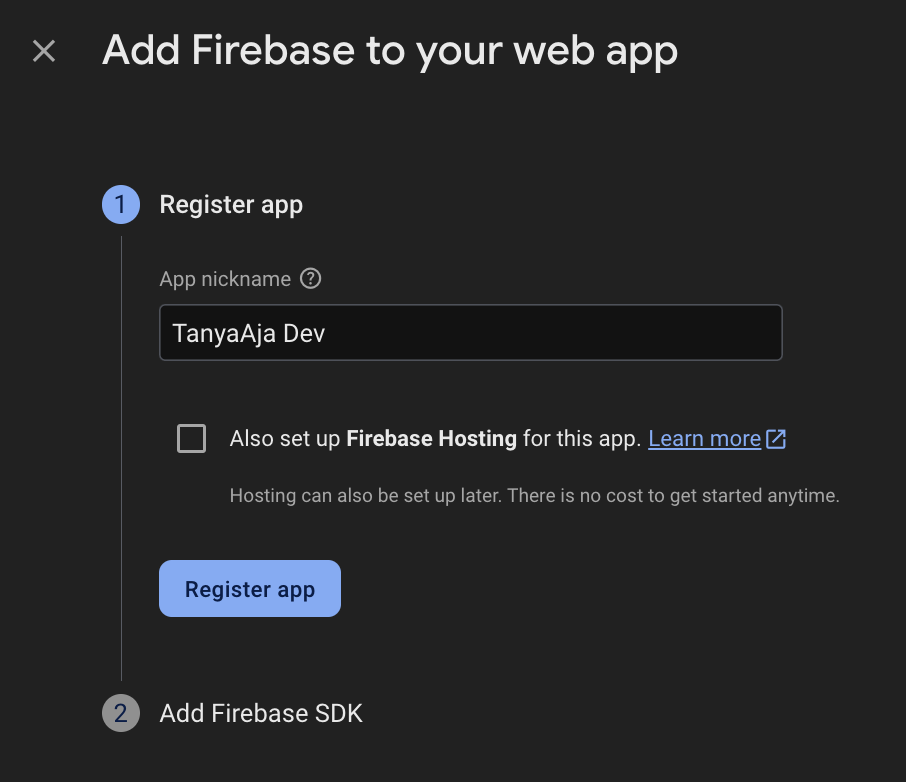 Add Firebase to your web app
1 Register app
App nickname ?
TanyaAja Dev
Also set up Firebase Hosting for this app. Learn more
Hosting can also be set up later. There is no cost to get started anytime.
Register app
2 Add Firebase SDK